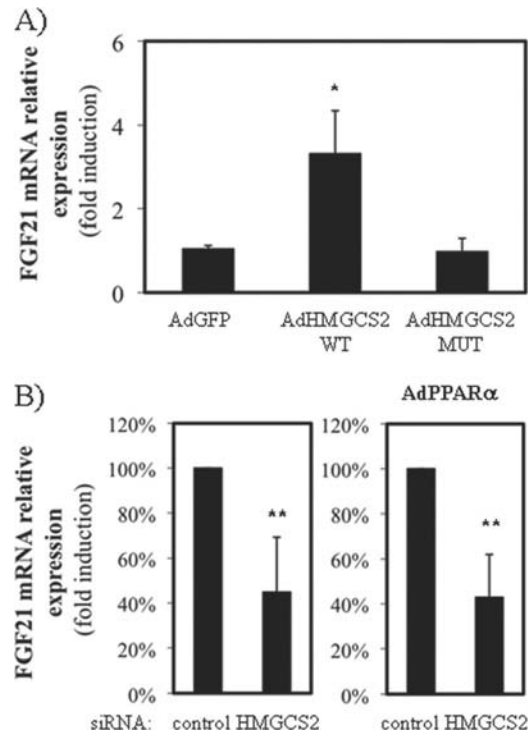 A)
FGF21 mRNA relative
expression
(fold induction)
6
4
2
0
*
AdGFP
AdHMGCS2
WT
AdHMGCS2
MUT
B)
AdPPARα
FGF21 mRNA relative
expression
(fold induction)
120%
100%
80%
60%
40%
20%
0%
**
120%
100%
80%
60%
40%
20%
0%
**
siRNA: control HMGCS2 control HMGCS2